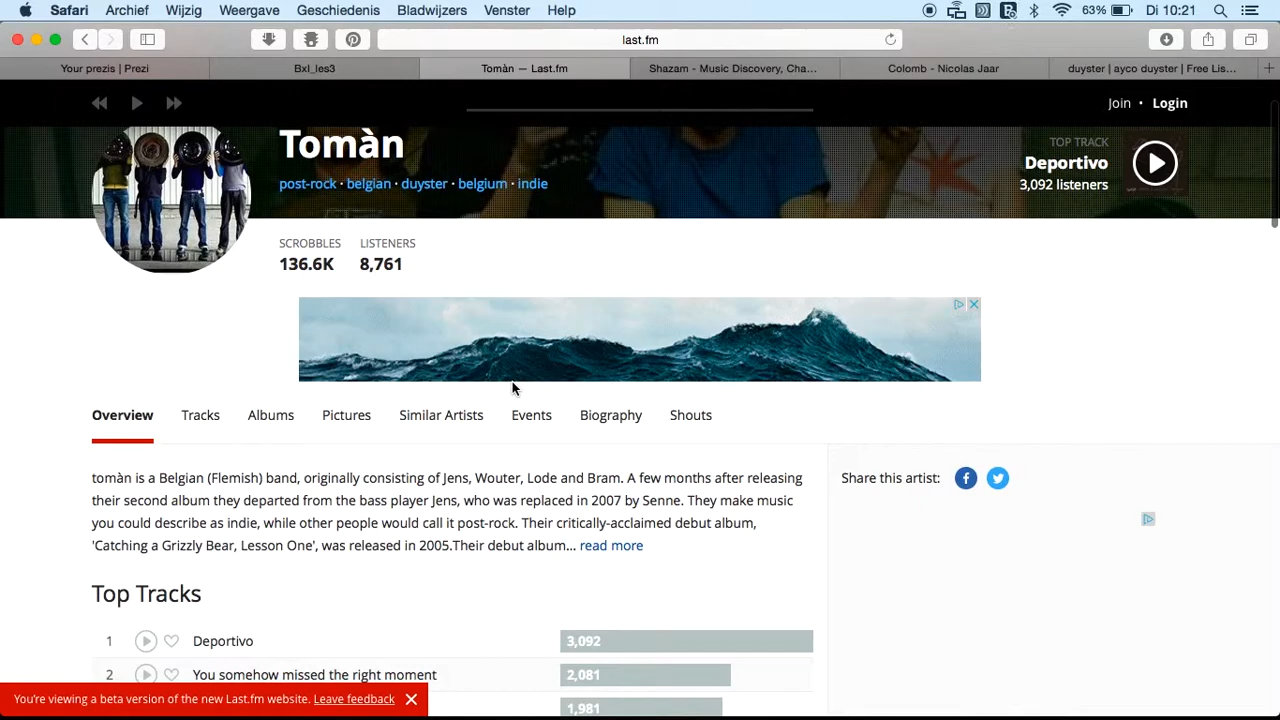 Safari Archief Wijzig Weergave Geschiedenis Bladwijzers Venster Help 63% Di 10:21
last.fm
Your prezis | Prezi Bxl_les3 Tomàn — Last.fm Shazam - Music Discovery, Cha... Colomb - Nicolas Jaar duyster | ayco duyster | Free Lis...
Join • Login
Tomàn
post-rock · belgian · duyster · belgium · indie
TOP TRACK
Deportivo
3,092 listeners
SCROBBLES LISTENERS
136.6K 8,761
Overview Tracks Albums Pictures Similar Artists Events Biography Shouts
tomàn is a Belgian (Flemish) band, originally consisting of Jens, Wouter, Lode and Bram. A few months after releasing
their second album they departed from the bass player Jens, who was replaced in 2007 by Senne. They make music
you could describe as indie, while other people would call it post-rock. Their critically-acclaimed debut album,
'Catching a Grizzly Bear, Lesson One', was released in 2005.Their debut album... read more
Share this artist:
Top Tracks
1 Deportivo 3,092
2 You somehow missed the right moment 2,081
1,981
You're viewing a beta version of the new Last.fm website. Leave feedback